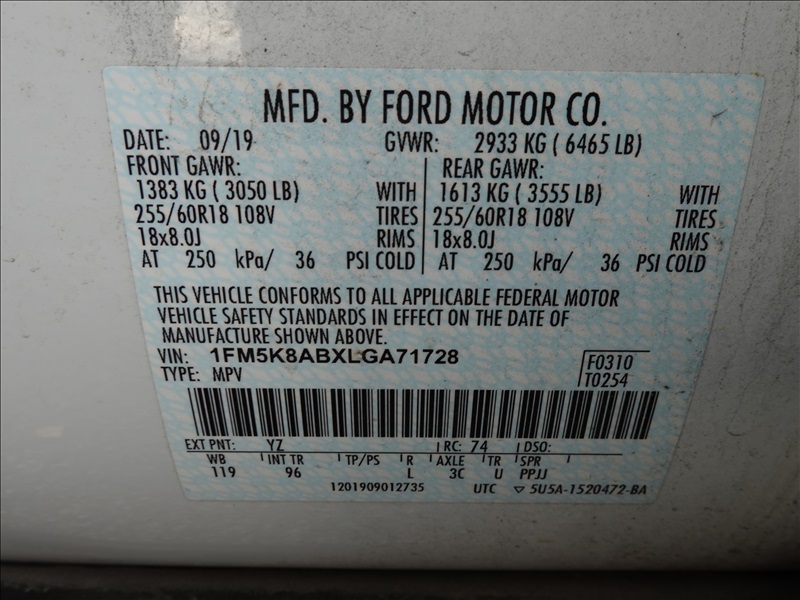 MFD. BY FORD MOTOR CO.
DATE: 09/19 GVWR: 2933 KG ( 6465 LB)
FRONT GAWR: REAR GAWR:
1383 KG ( 3050 LB) WITH 1613 KG ( 3555 LB) WITH
255/60R18 108V TIRES 255/60R18 108V TIRES
18x8.0J RIMS 18x8.0J RIMS
AT 250 kPa/ 36 PSI COLD AT 250 kPa/ 36 PSI COLD
THIS VEHICLE CONFORMS TO ALL APPLICABLE FEDERAL MOTOR
VEHICLE SAFETY STANDARDS IN EFFECT ON THE DATE OF
MANUFACTURE SHOWN ABOVE.
VIN: 1FM5K8ABXLGA71728 F0310
TYPE: MPV T0254
EXT PNT: YZ RC: 74 DSO:
WB INT TR TP/PS R AXLE TR SPR
119 96 L 3C U PPJJ
1201909012735 UTC ▽ 5U5A-1520472-BA